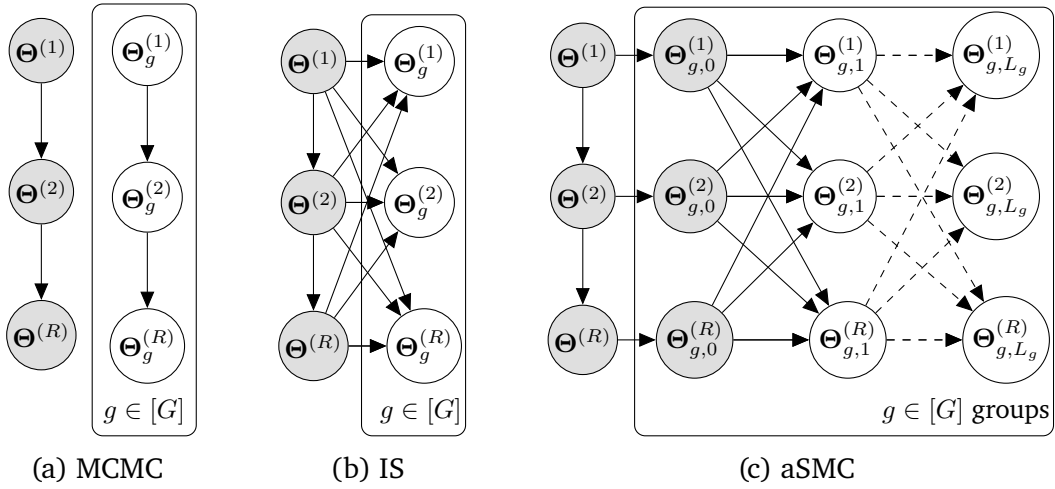 Θ^(1) Θ_g^(1) Θ^(1) Θ_g^(1) Θ^(1) Θ_{g,0}^(1) Θ_{g,1}^(1) Θ_{g,L_g}^(1)
Θ^(2) Θ_g^(2) Θ^(2) Θ_g^(2) Θ^(2) Θ_{g,0}^(2) Θ_{g,1}^(2) Θ_{g,L_g}^(2)
Θ^(R) Θ_g^(R) Θ^(R) Θ_g^(R) Θ^(R) Θ_{g,0}^(R) Θ_{g,1}^(R) Θ_{g,L_g}^(R)
g ∈ [G] g ∈ [G] g ∈ [G] groups
(a) MCMC (b) IS (c) aSMC